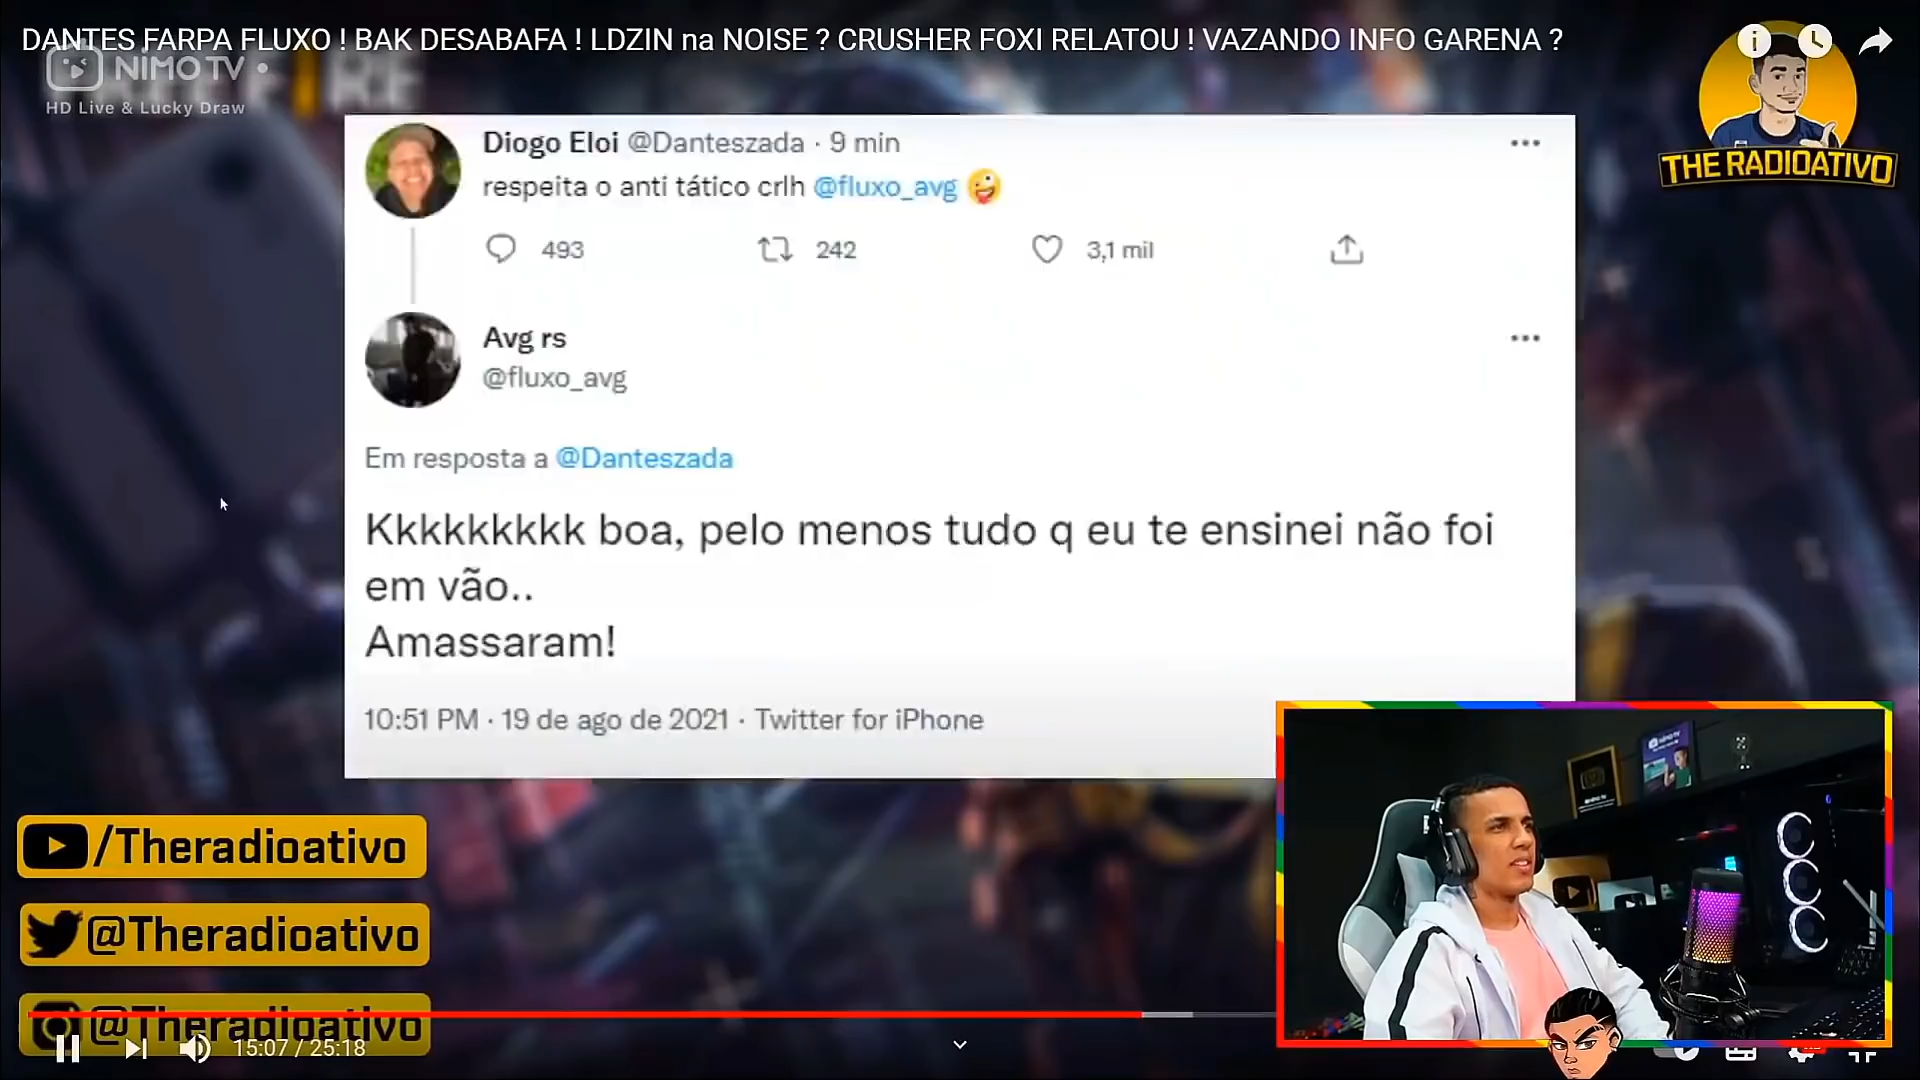 DANTES FARPA FLUXO ! BAK DESABAFA ! LDZIN na NOISE ? CRUSHER FOXI RELATOU ! VAZANDO INFO GARENA ?
NIMO TV
HD Live & Lucky Draw
THE RADIOATIVO
Diogo Eloi @Danteszada · 9 min
respeita o anti tático crlh @fluxo_avg 🤪
493 242 3,1 mil
Avg rs
@fluxo_avg
Em resposta a @Danteszada
Kkkkkkkkk boa, pelo menos tudo q eu te ensinei não foi
em vão..
Amassaram!
10:51 PM · 19 de ago de 2021 · Twitter for iPhone
/Theradioativo
@Theradioativo
@Theradioativo
15:07 / 25:18